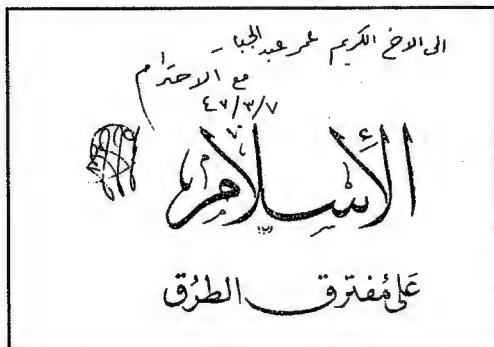 الى الاخ الكريم عمر عبد الجبار
مع الاحترام
٤٧/٣/٧
الإسلام
على مفترق الطرق